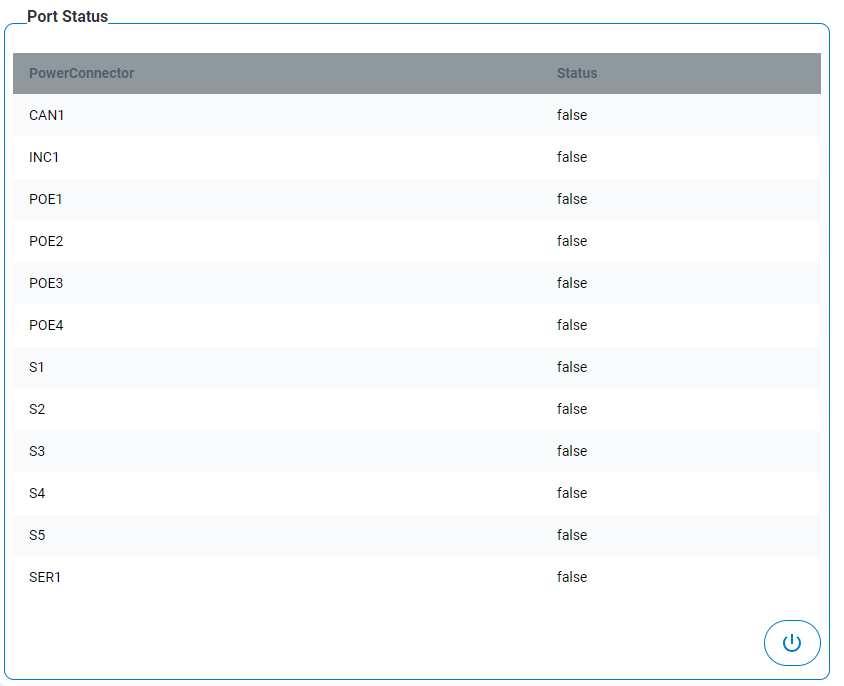 Port Status
PowerConnector Status
CAN1 false
INC1 false
POE1 false
POE2 false
POE3 false
POE4 false
S1 false
S2 false
S3 false
S4 false
S5 false
SER1 false